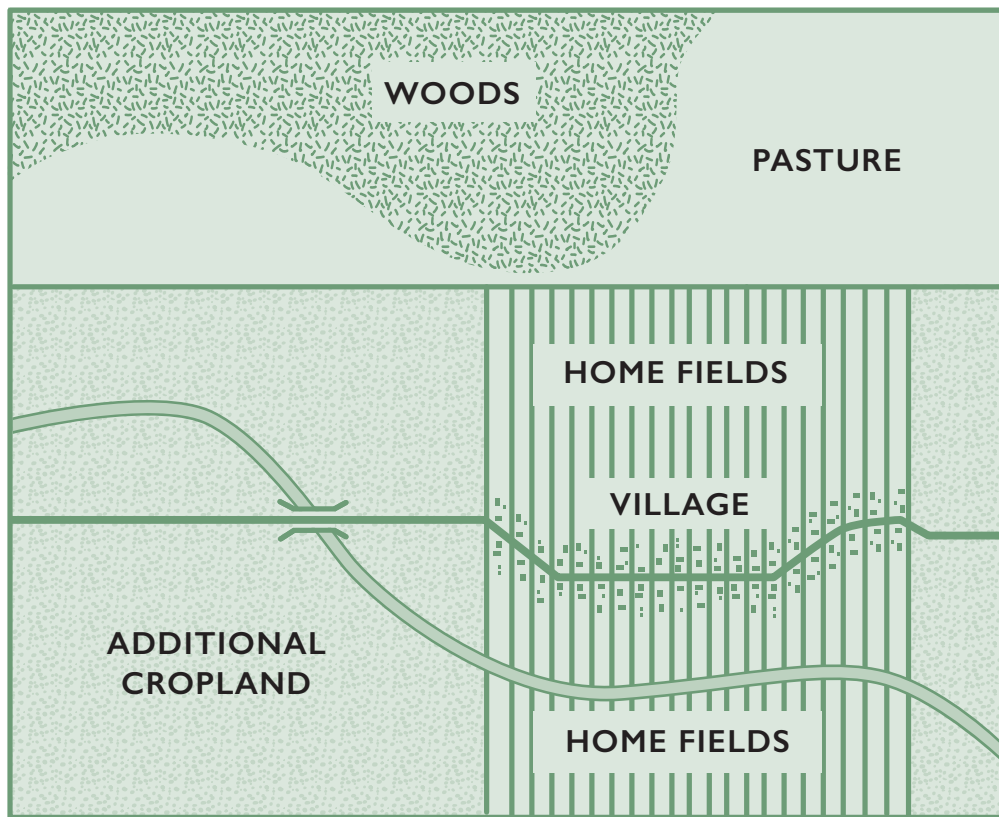 WOODS
PASTURE
HOME FIELDS
VILLAGE
ADDITIONAL
CROPLAND
HOME FIELDS